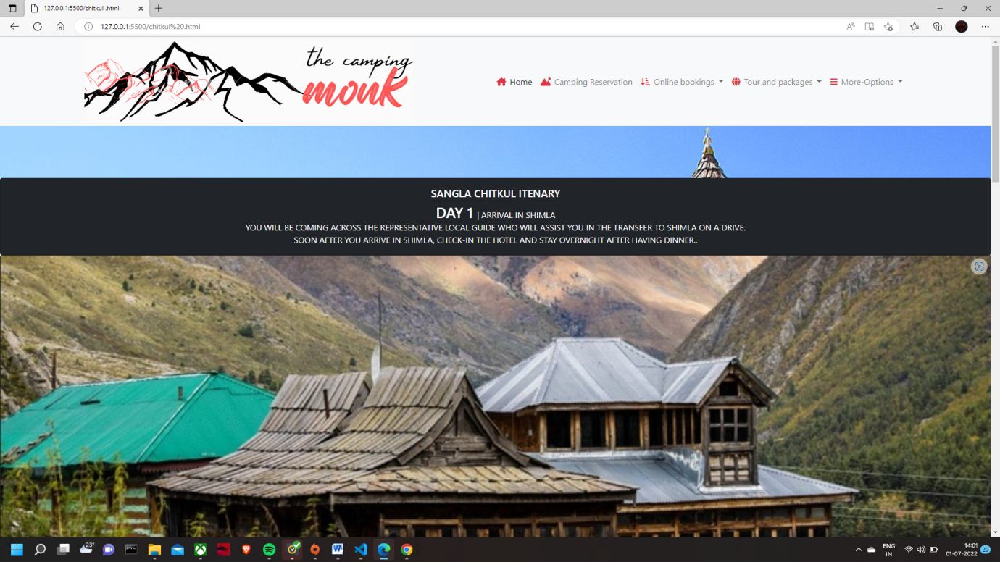 127.0.0.1:5500/chitkul .html
127.0.0.1:5500/chitkul%20.html
the camping
monk
Home
Camping Reservation
Online bookings
Tour and packages
More-Options
SANGLA CHITKUL ITENARY
DAY 1 | ARRIVAL IN SHIMLA
YOU WILL BE COMING ACROSS THE REPRESENTATIVE LOCAL GUIDE WHO WILL ASSIST YOU IN THE TRANSFER TO SHIMLA ON A DRIVE.
SOON AFTER YOU ARRIVE IN SHIMLA, CHECK-IN THE HOTEL AND STAY OVERNIGHT AFTER HAVING DINNER..
23°
ENG
IN
14:01
01-07-2022
20